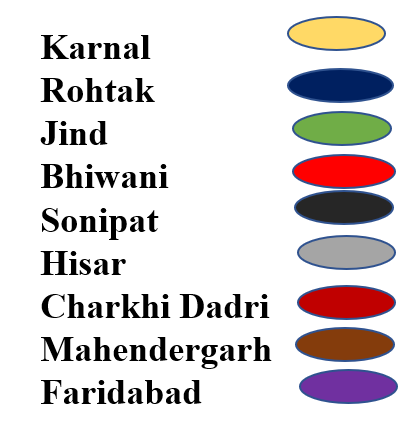 Karnal
Rohtak
Jind
Bhiwani
Sonipat
Hisar
Charkhi Dadri
Mahendergarh
Faridabad